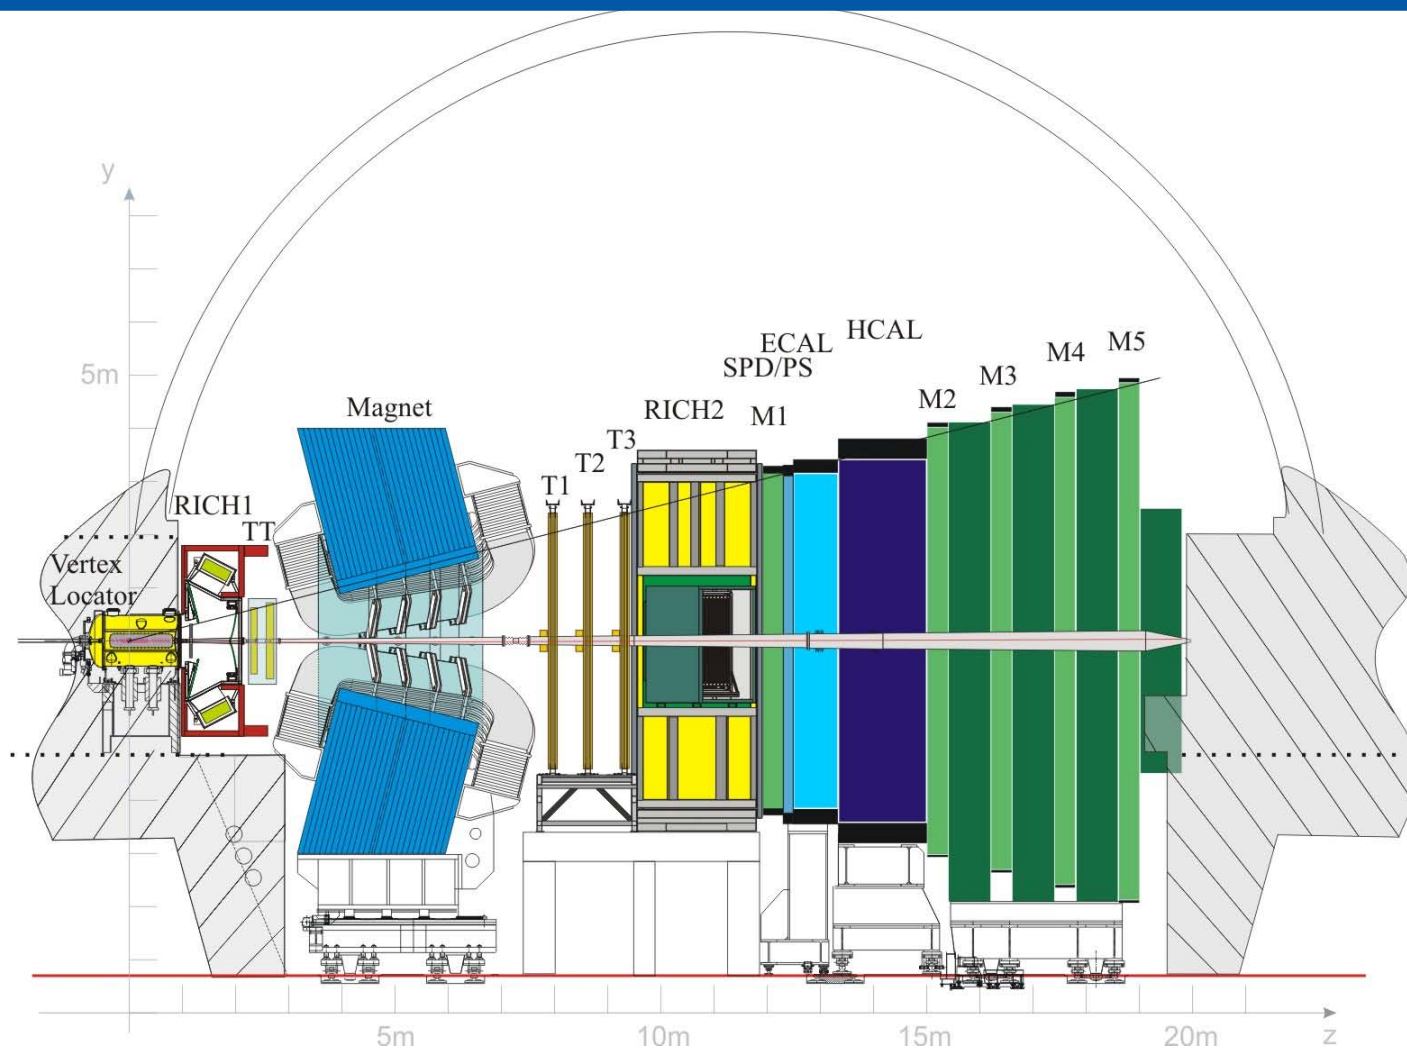 y
5m
Vertex
Locator
RICH1
TT
Magnet
T1
T2
T3
RICH2
M1
SPD/PS
ECAL
HCAL
M2
M3
M4
M5
5m
10m
15m
20m
z